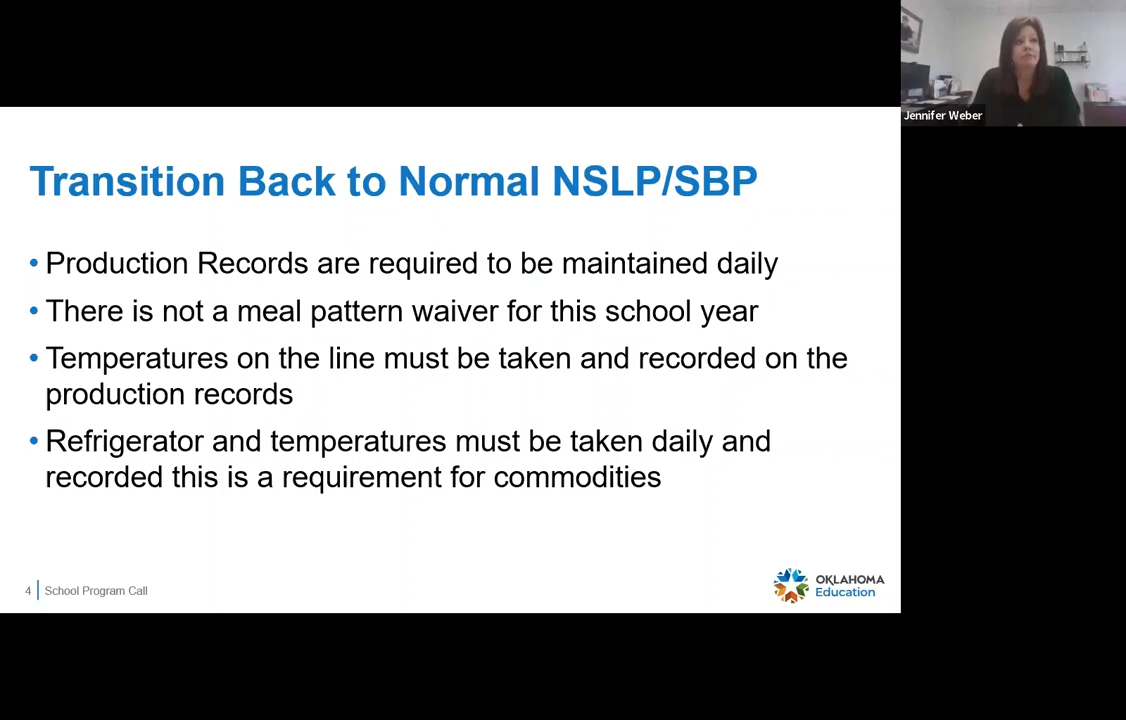 Jennifer Weber
Transition Back to Normal NSLP/SBP
• Production Records are required to be maintained daily
• There is not a meal pattern waiver for this school year
• Temperatures on the line must be taken and recorded on the
production records
• Refrigerator and temperatures must be taken daily and
recorded this is a requirement for commodities
4 School Program Call
OKLAHOMA
Education